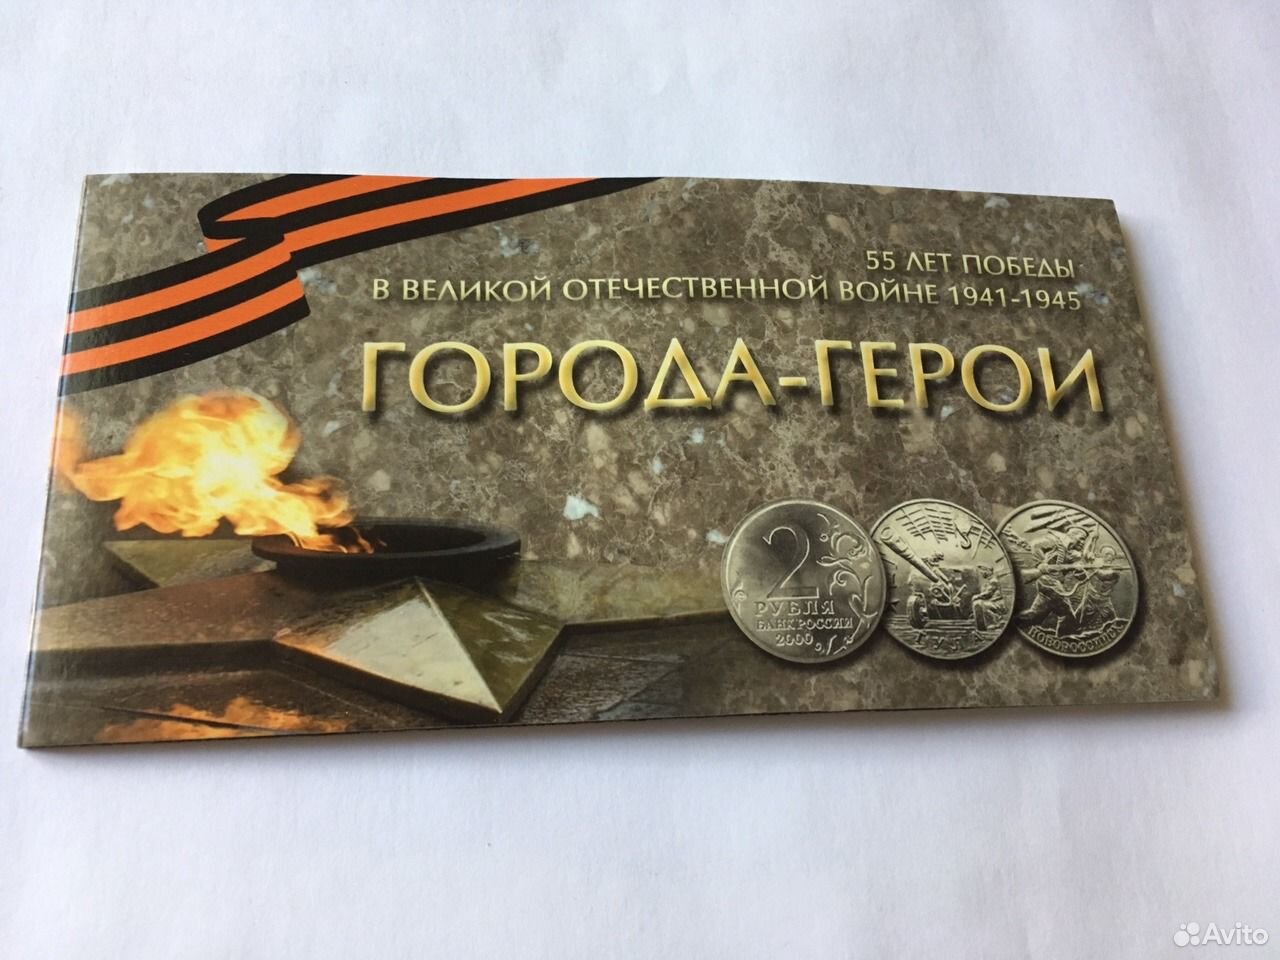 55 ЛЕТ ПОБЕДЫ
В ВЕЛИКОЙ ОТЕЧЕСТВЕННОЙ ВОЙНЕ 1941-1945
ГОРОДА-ГЕРОИ
2
РУБЛЯ
БАНК РОССИИ
2000
ТУЛА
НОВОРОССИЙСК
Avito